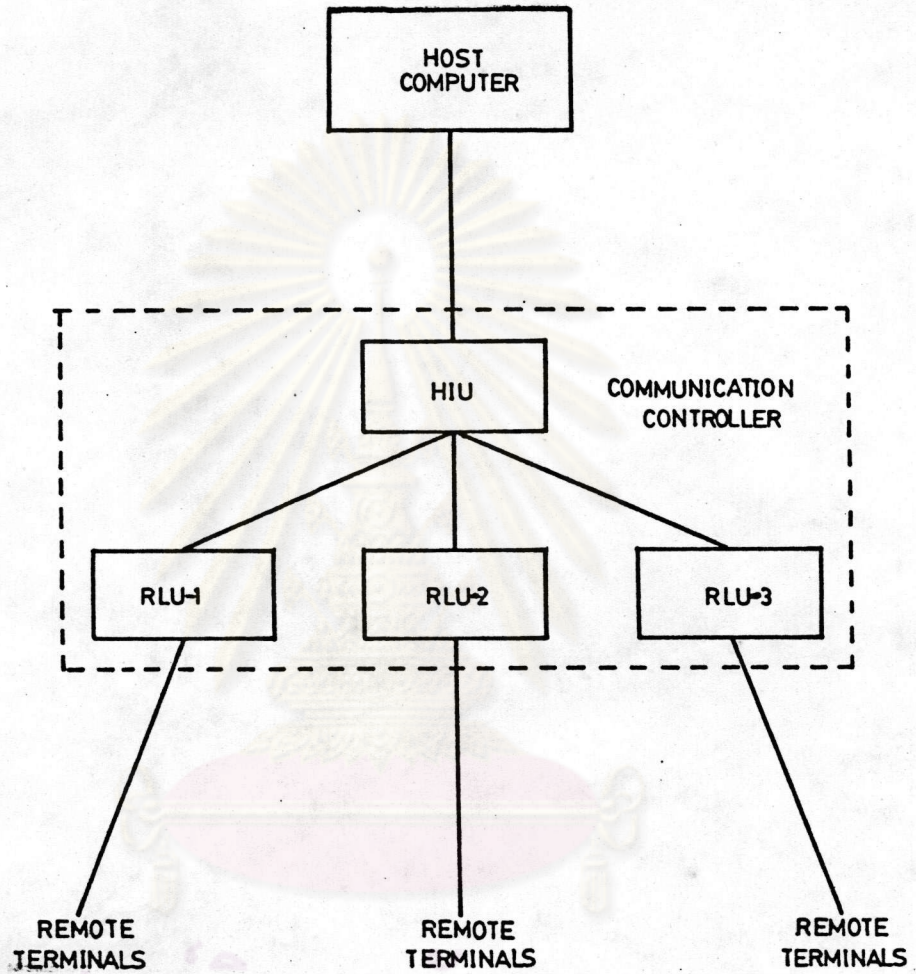 HOST
COMPUTER
HIU
COMMUNICATION
CONTROLLER
RLU-1
RLU-2
RLU-3
REMOTE
TERMINALS
REMOTE
TERMINALS
REMOTE
TERMINALS